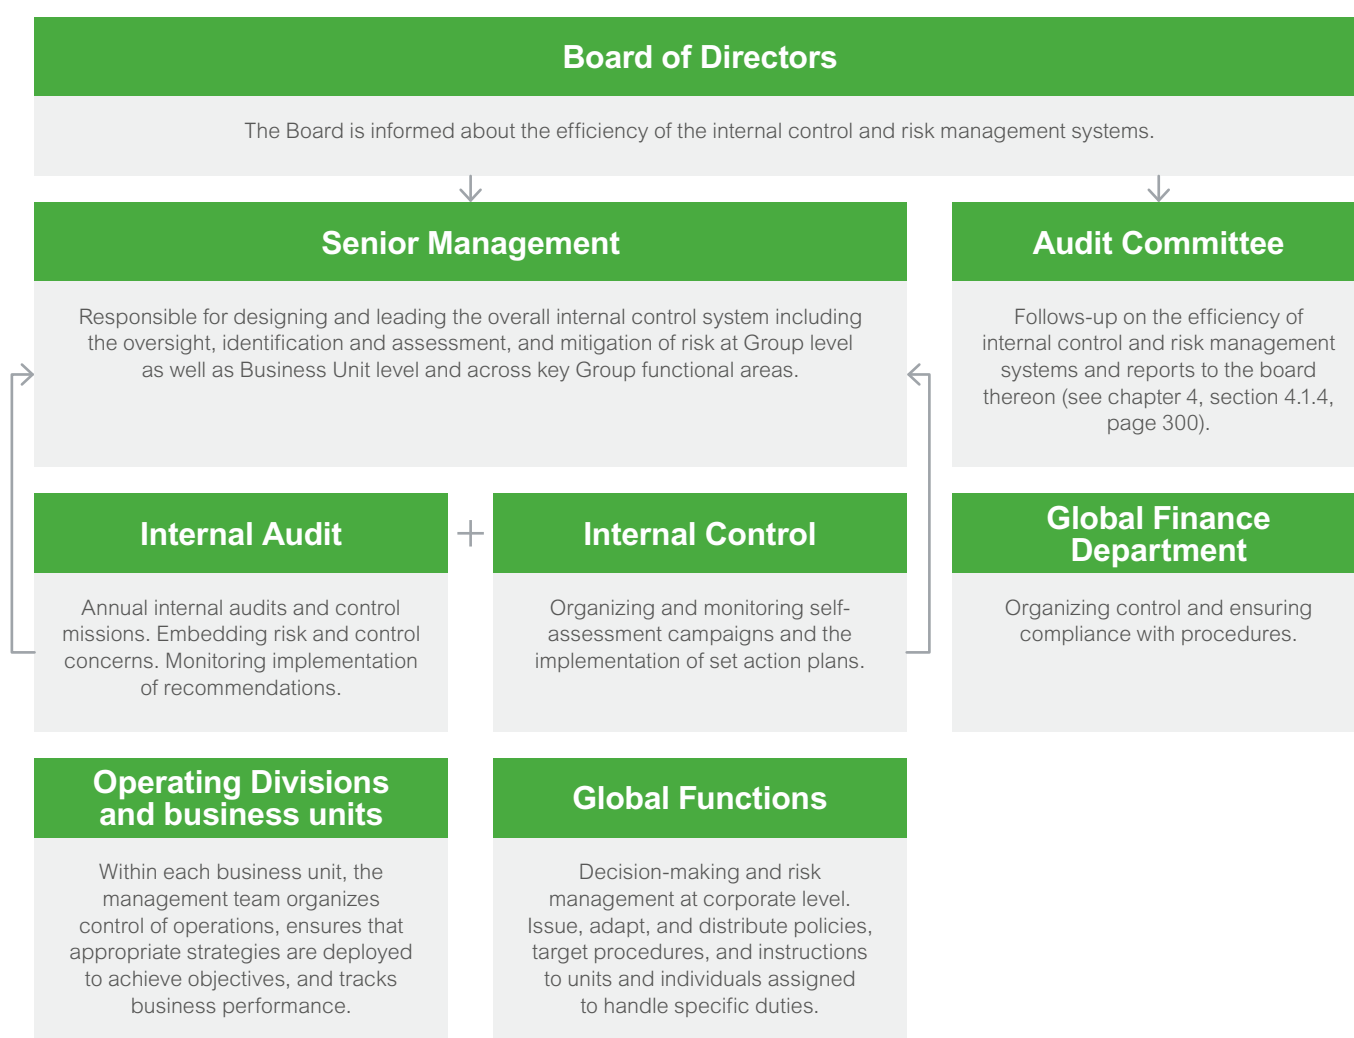 Board of Directors
The Board is informed about the efficiency of the internal control and risk management systems.
Senior Management
Responsible for designing and leading the overall internal control system including
the oversight, identification and assessment, and mitigation of risk at Group level
as well as Business Unit level and across key Group functional areas.
Audit Committee
Follows-up on the efficiency of
internal control and risk management
systems and reports to the board
thereon (see chapter 4, section 4.1.4,
page 300).
Internal Audit
Annual internal audits and control
missions. Embedding risk and control
concerns. Monitoring implementation
of recommendations.
+
Internal Control
Organizing and monitoring self-
assessment campaigns and the
implementation of set action plans.
Global Finance
Department
Organizing control and ensuring
compliance with procedures.
Operating Divisions
and business units
Within each business unit, the
management team organizes
control of operations, ensures that
appropriate strategies are deployed
to achieve objectives, and tracks
business performance.
Global Functions
Decision-making and risk
management at corporate level.
Issue, adapt, and distribute policies,
target procedures, and instructions
to units and individuals assigned
to handle specific duties.